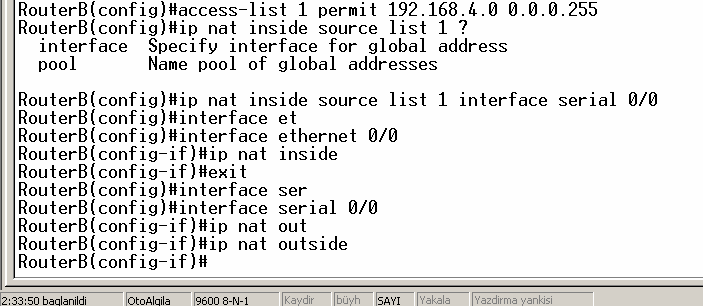 RouterB(config)#access-list 1 permit 192.168.4.0 0.0.0.255
RouterB(config)#ip nat inside source list 1 ?
  interface  Specify interface for global address
  pool       Name pool of global addresses
RouterB(config)#ip nat inside source list 1 interface serial 0/0
RouterB(config)#interface et
RouterB(config)#interface ethernet 0/0
RouterB(config-if)#ip nat inside
RouterB(config-if)#exit
RouterB(config)#interface ser
RouterB(config)#interface serial 0/0
RouterB(config-if)#ip nat out
RouterB(config-if)#ip nat outside
RouterB(config-if)#
2:33:50 baglanildi OtoAlgila 9600 8-N-1 Kaydir büyh SAYI Yakala Yazdirma yankisi